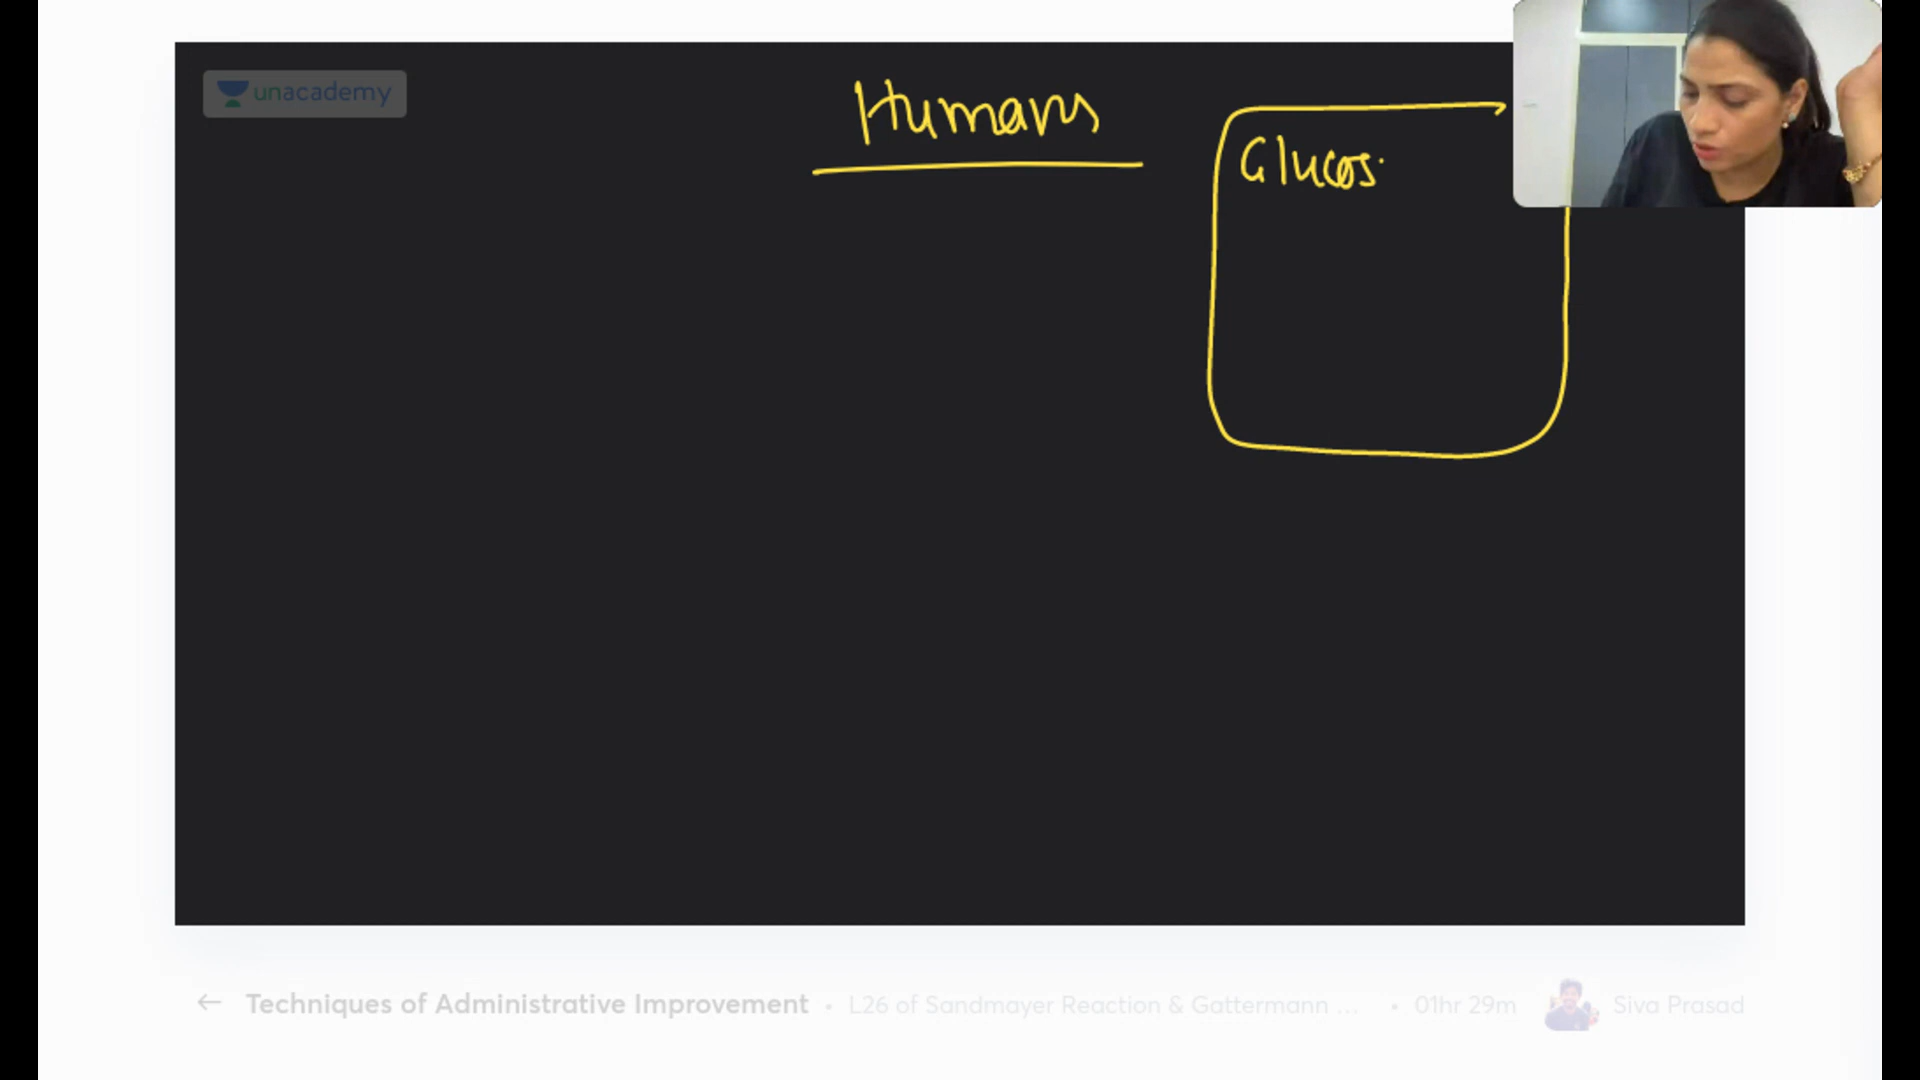 unacademy
Humans
Glucos.
← Techniques of Administrative Improvement • L26 of Sandmayer Reaction & Gattermann ... • 01hr 29m Siva Prasad